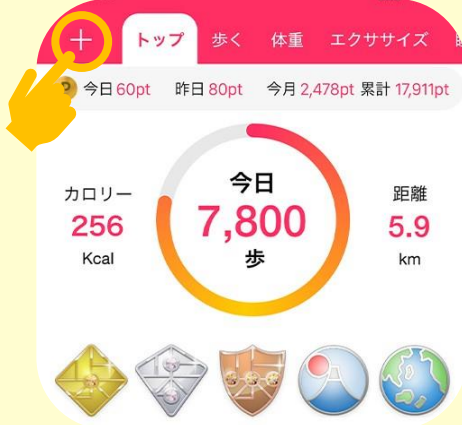 + トップ 歩く 体重 エクササイズ
今日 60pt 昨日 80pt 今月 2,478pt 累計 17,911pt
カロリー
256
Kcal
今日
7,800
歩
距離
5.9
km